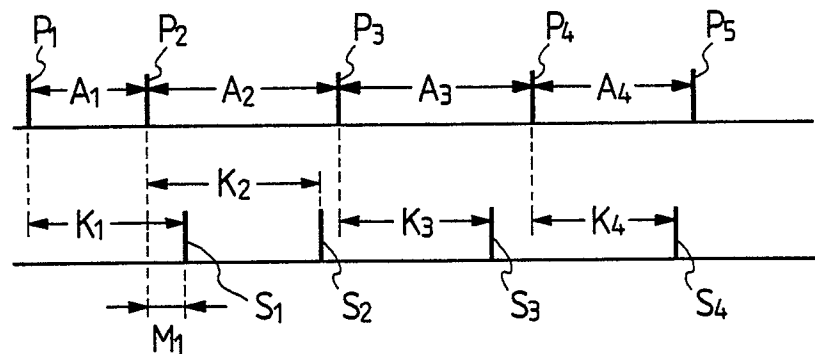 P₁ P₂ P₃ P₄ P₅
A₁ A₂ A₃ A₄
K₂
K₁ K₃ K₄
S₁ S₂ S₃ S₄
M₁